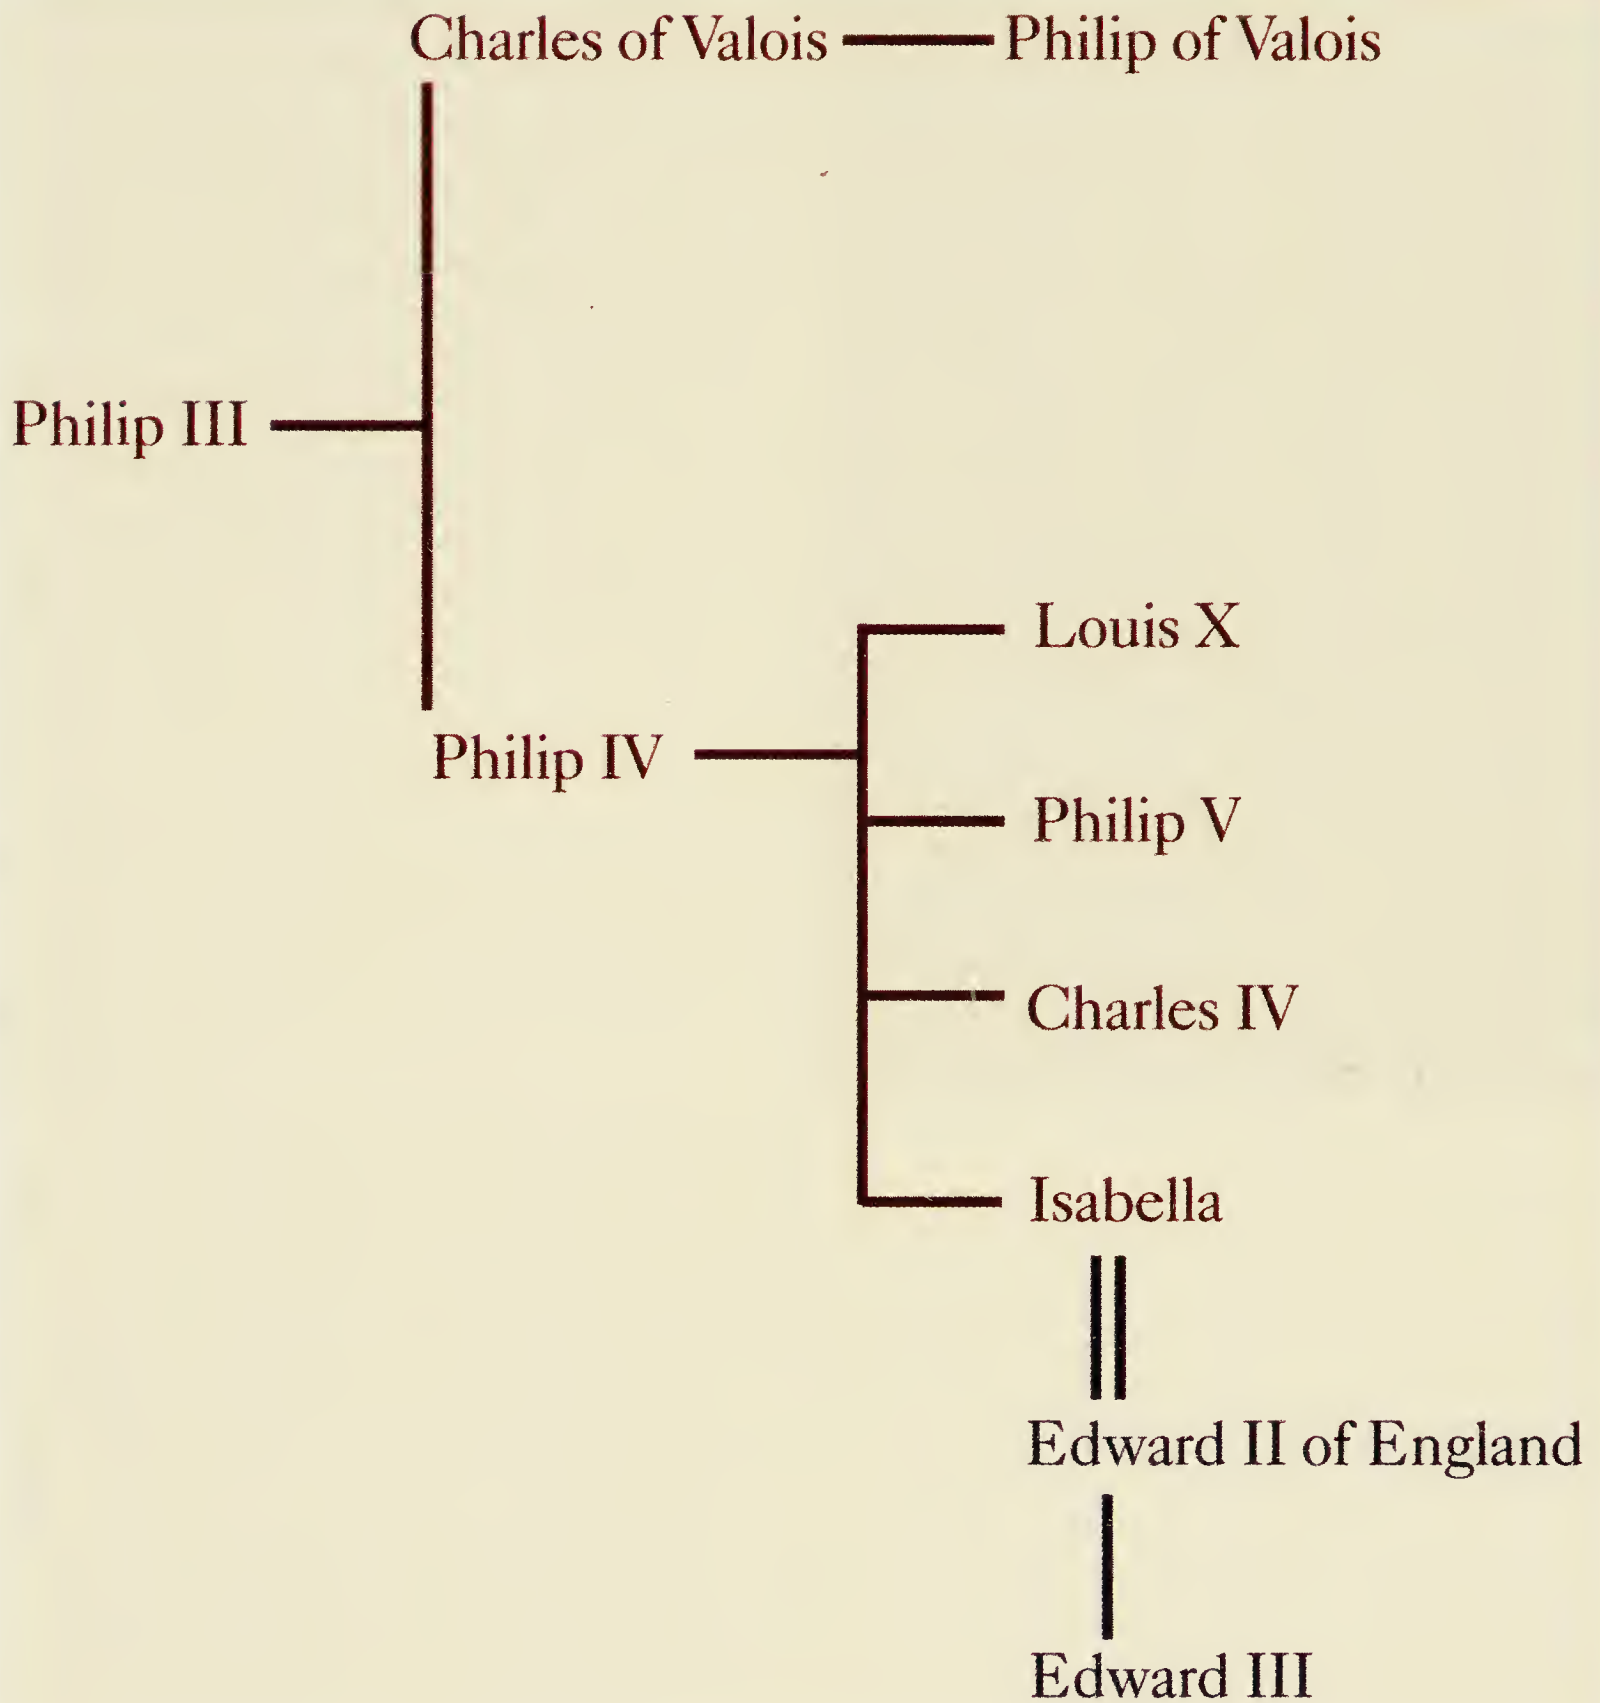 Charles of Valois
Philip of Valois
Philip III
Louis X
Philip IV
Philip V
Charles IV
Isabella
Edward II of England
Edward III